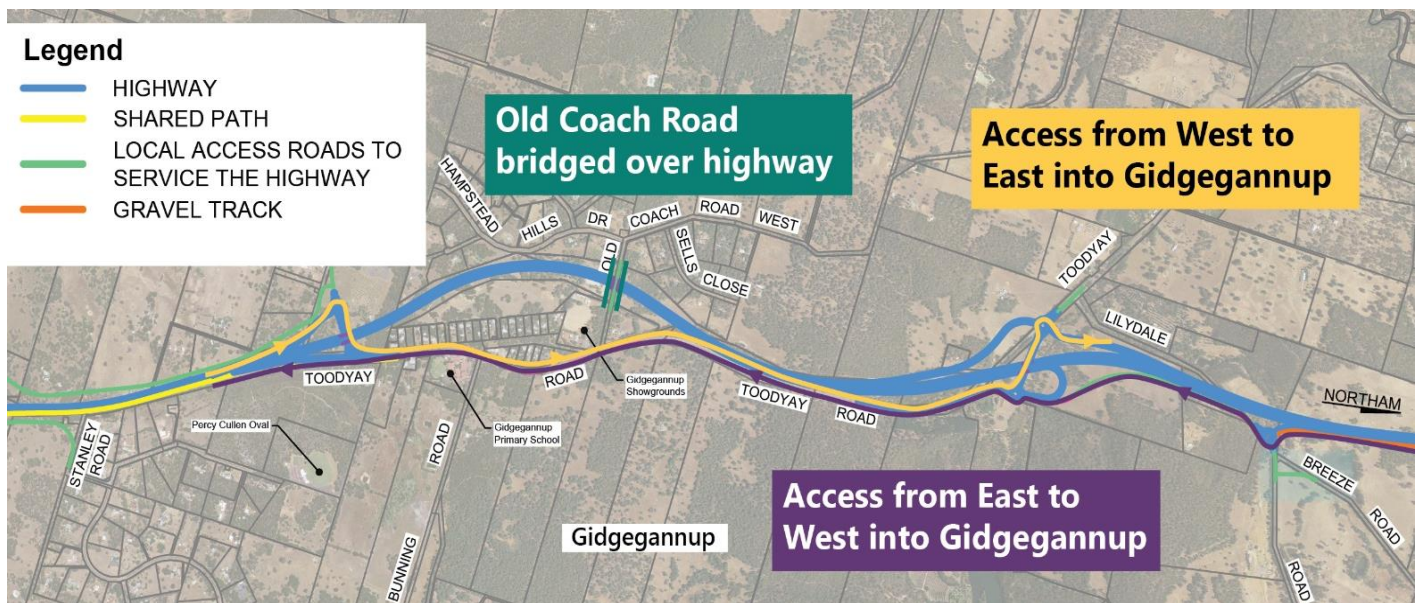 Legend
HIGHWAY
SHARED PATH
LOCAL ACCESS ROADS TO
SERVICE THE HIGHWAY
GRAVEL TRACK
Old Coach Road
bridged over highway
Access from West to
East into Gidgegannup
HAMPSTEAD
HILLS
DR
COACH
ROAD
WEST
OLD
SELLS
CLOSE
TOODYAY
LILYDALE
NORTHAM
TOODYAY
ROAD
Gidgegannup
Showgrounds
TOODYAY
ROAD
Gidgegannup
Primary School
Percy Cullen Oval
STANLEY
ROAD
ROAD
BUNNING
Gidgegannup
Access from East to
West into Gidgegannup
BREEZE
ROAD
ROAD